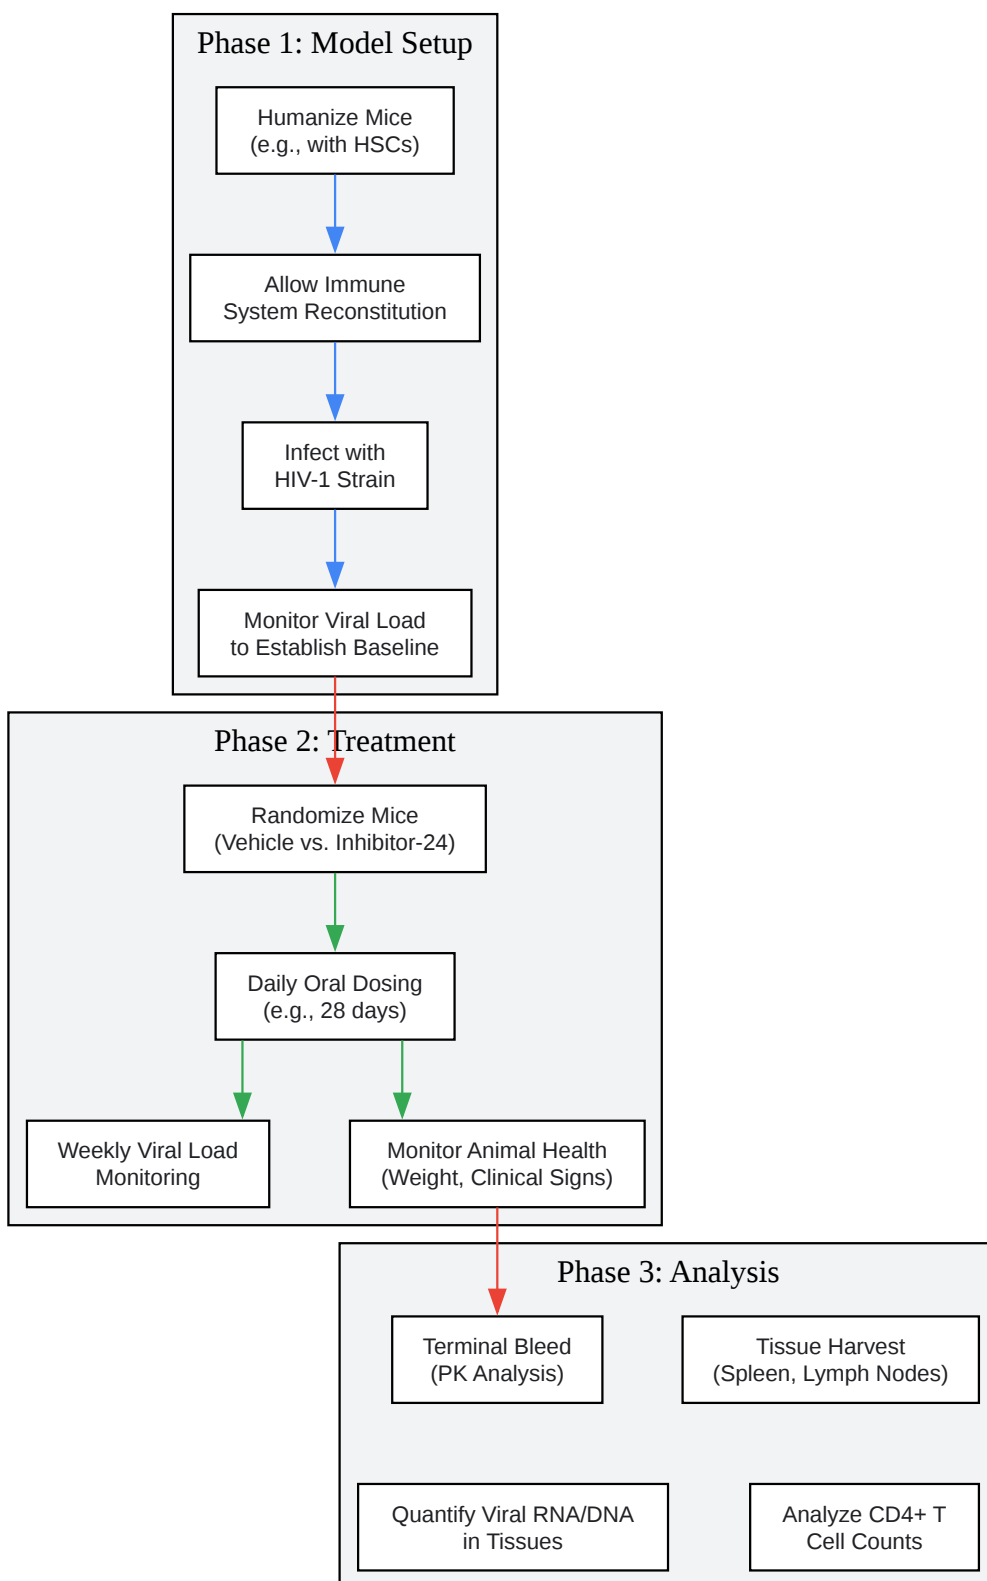 Phase 1: Model Setup
Humanize Mice
(e.g., with HSCs)
Allow Immune
System Reconstitution
Infect with
HIV-1 Strain
Monitor Viral Load
to Establish Baseline
Phase 2: Treatment
Randomize Mice
(Vehicle vs. Inhibitor-24)
Daily Oral Dosing
(e.g., 28 days)
Weekly Viral Load
Monitoring
Monitor Animal Health
(Weight, Clinical Signs)
Phase 3: Analysis
Terminal Bleed
(PK Analysis)
Tissue Harvest
(Spleen, Lymph Nodes)
Quantify Viral RNA/DNA
in Tissues
Analyze CD4+ T
Cell Counts